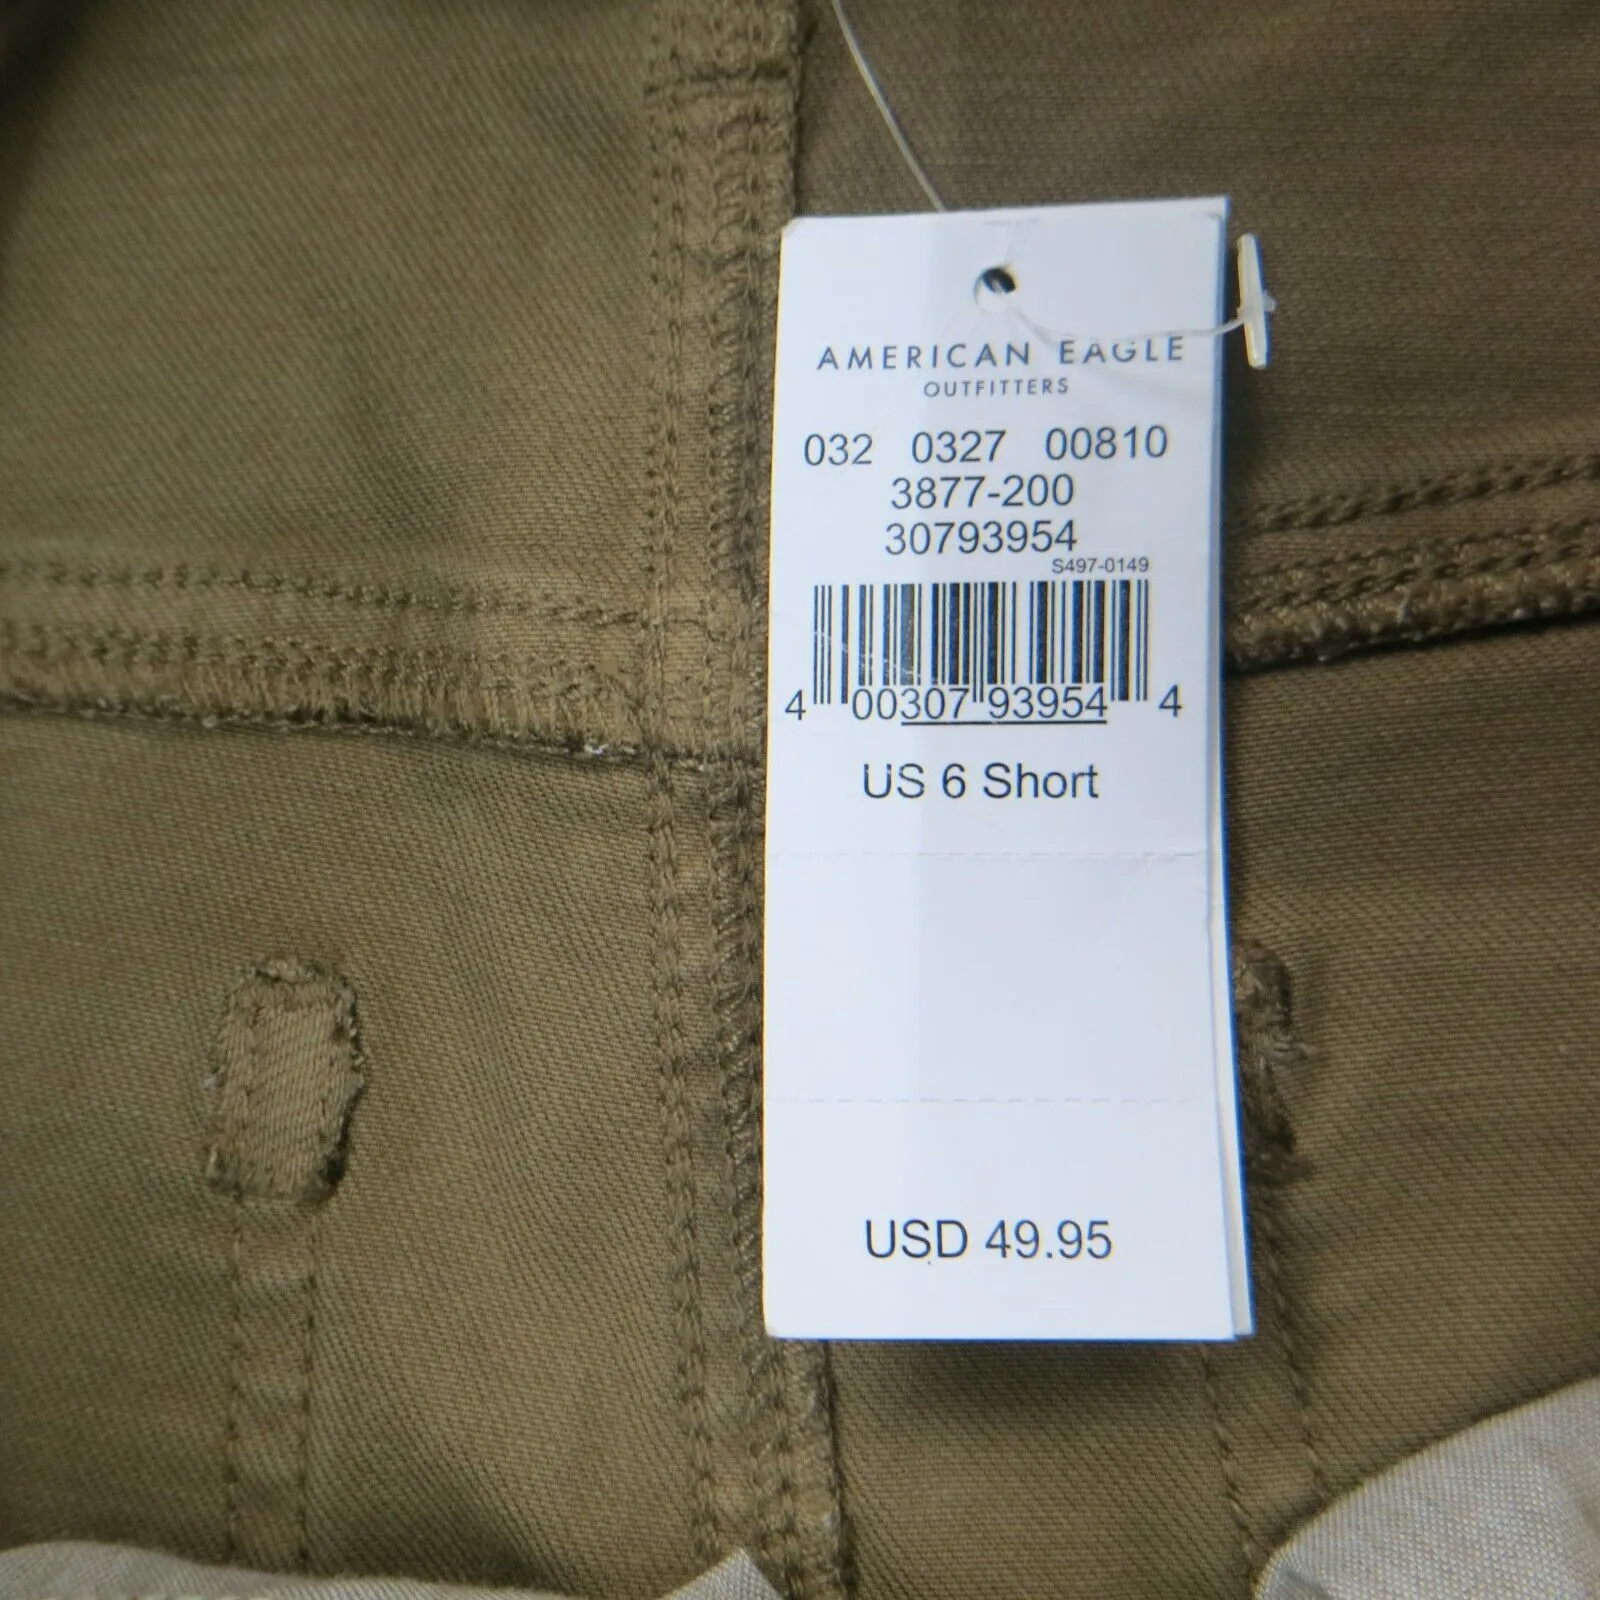 AMERICAN EAGLE
OUTFITTERS
032 0327 00810
3877-200
30793954
S497-0149
4 00307 93954 4
US 6 Short
USD 49.95